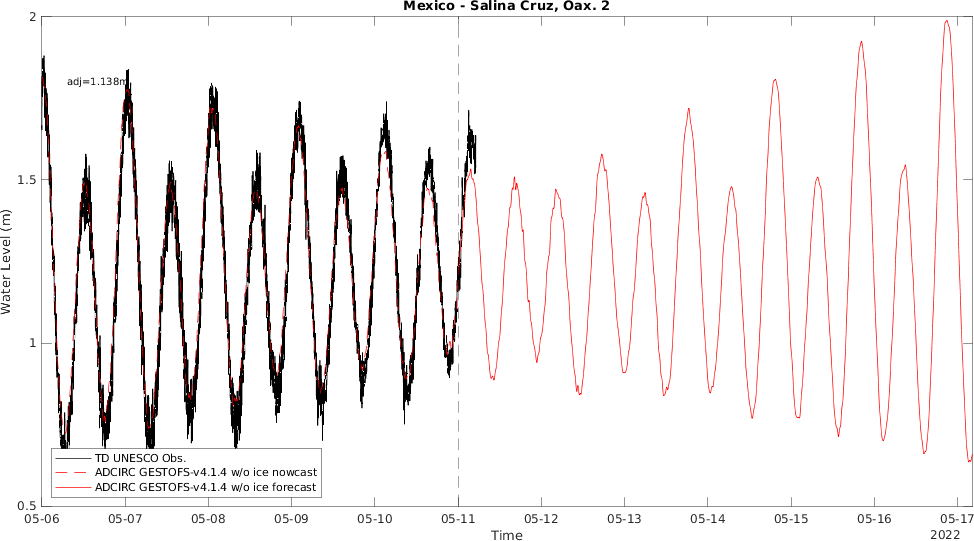 Mexico - Salina Cruz, Oax. 2
2
adj=1.138m
1.5
Water Level (m)
1
TD UNESCO Obs.
ADCIRC GESTOFS-v4.1.4 w/o ice nowcast
ADCIRC GESTOFS-v4.1.4 w/o ice forecast
0.5
05-06 05-07 05-08 05-09 05-10 05-11 05-12 05-13 05-14 05-15 05-16 05-17
Time
2022